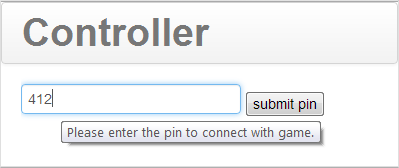 Controller
412
submit pin
Please enter the pin to connect with game.